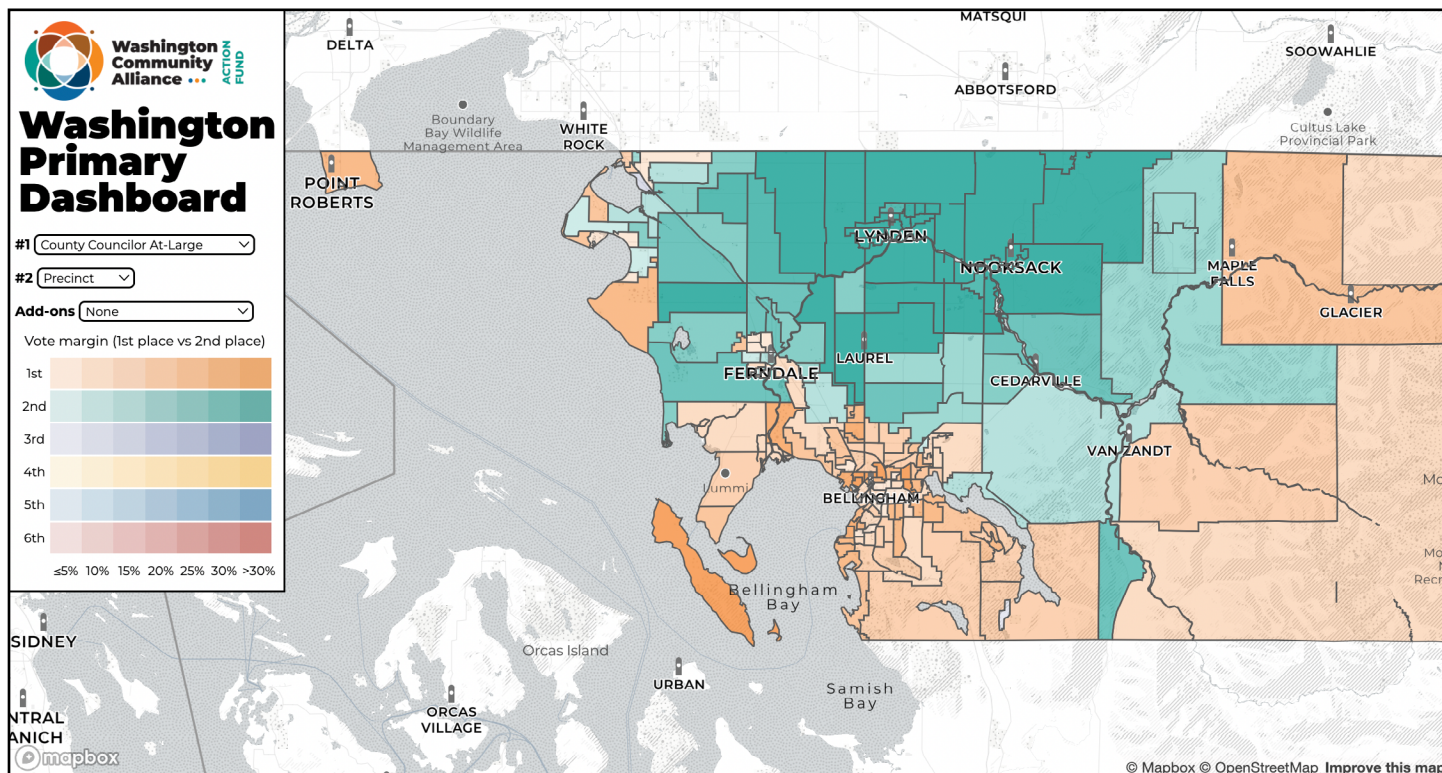 Washington
Community
Alliance
ACTION
FUND
Washington
Primary
Dashboard
#1 County Councilor At-Large
#2 Precinct
Add-ons None
Vote margin (1st place vs 2nd place)
1st
2nd
3rd
4th
5th
6th
≤5% 10% 15% 20% 25% 30% >30%
MATSQUI
DELTA
SOOWAHLIE
ABBOTSFORD
Boundary
Bay Wildlife
Management Area
WHITE
ROCK
Cultus Lake
Provincial Park
POINT
ROBERTS
LYNDEN
NOOKSACK
MAPLE
FALLS
GLACIER
LAUREL
FERNDALE
CEDARVILLE
VAN ZANDT
Lummi
BELLINGHAM
Bellingham
Bay
SIDNEY
Orcas Island
URBAN
Samish
Bay
ORCAS
VILLAGE
NTRAL
ANICH
mapbox
© Mapbox © OpenStreetMap Improve this map